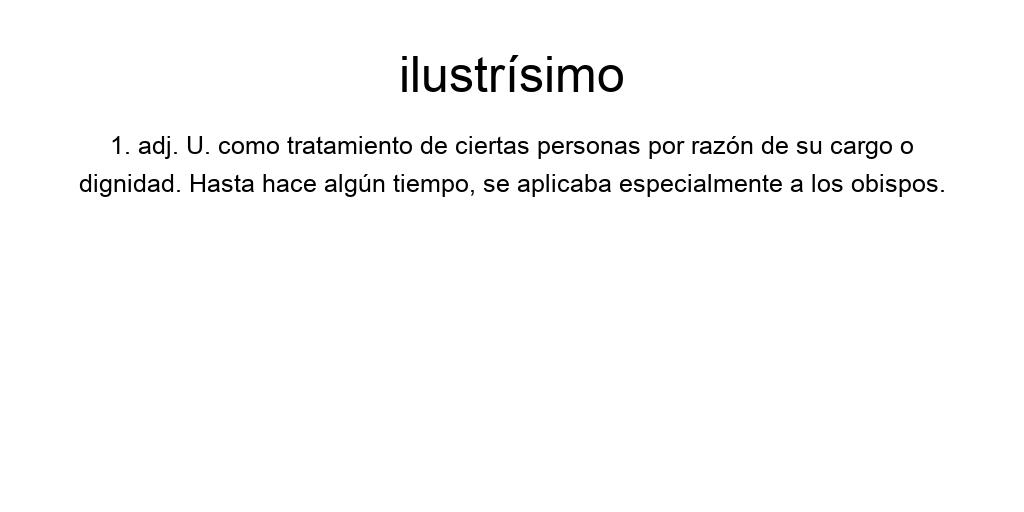 ilustrísimo
1. adj. U. como tratamiento de ciertas personas por razón de su cargo o
dignidad. Hasta hace algún tiempo, se aplicaba especialmente a los obispos.